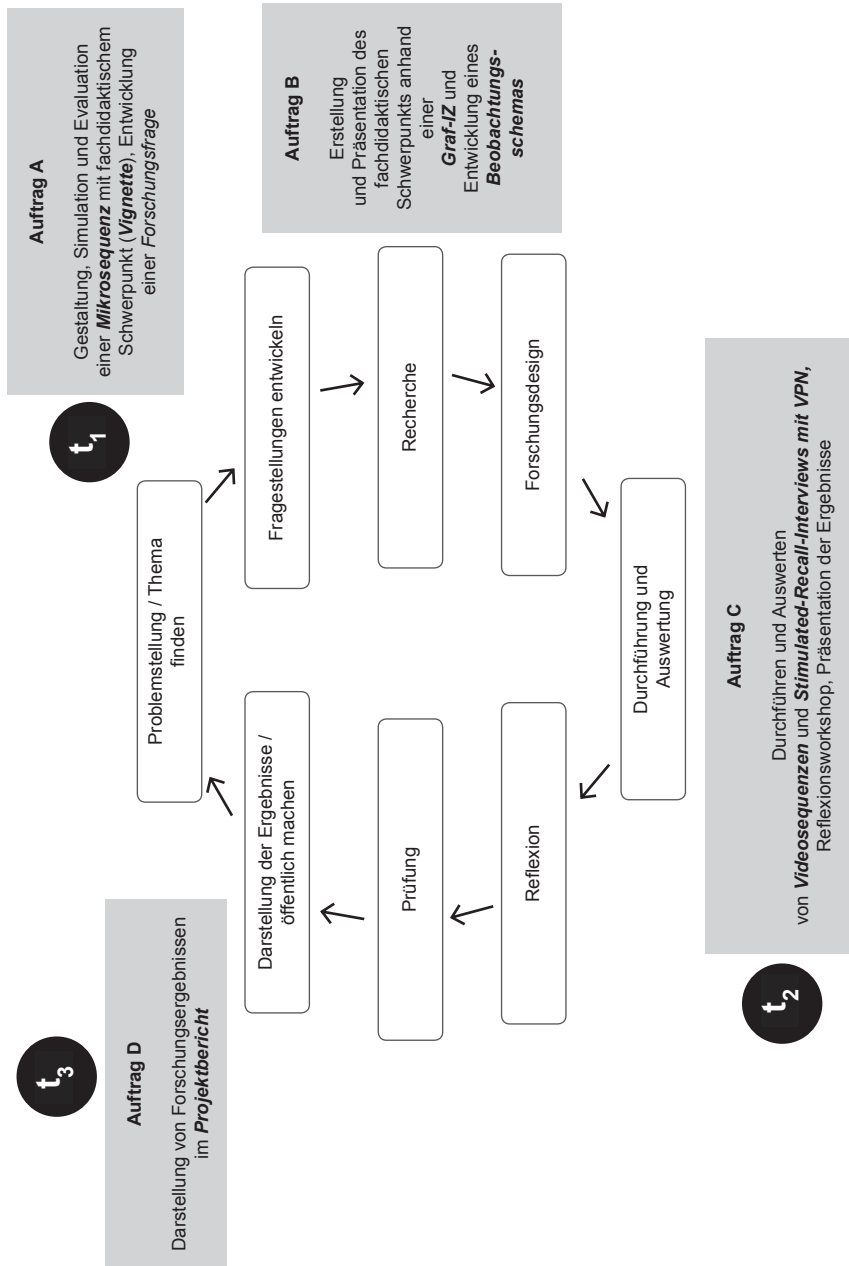 t1
Auftrag A
Gestaltung, Simulation und Evaluation
einer Mikrosequenz mit fachdidaktischem
Schwerpunkt (Vignette), Entwicklung
einer Forschungsfrage
Problemstellung / Thema
finden
Fragestellungen entwickeln
Auftrag B
Erstellung
und Präsentation des
fachdidaktischen
Schwerpunkts anhand
einer
Graf-IZ und
Entwicklung eines
Beobachtungs-
schemas
Recherche
Forschungsdesign
Durchführung und
Auswertung
t2
Auftrag C
Durchführen und Auswerten
von Videosequenzen und Stimulated-Recall-Interviews mit VPN,
Reflexionsworkshop, Präsentation der Ergebnisse
Reflexion
Prüfung
Darstellung der Ergebnisse /
öffentlich machen
t3
Auftrag D
Darstellung von Forschungsergebnissen
im Projektbericht